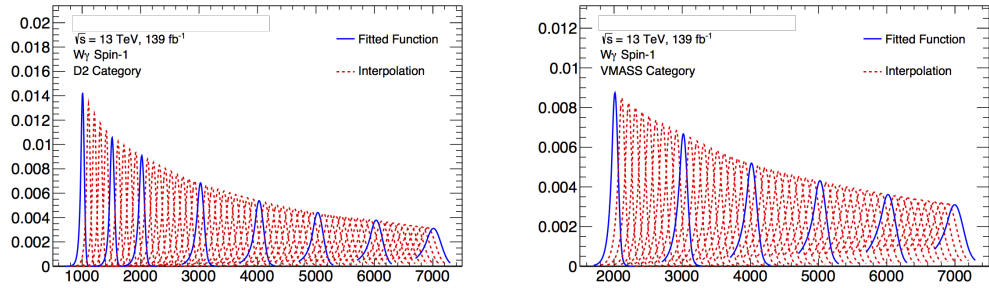 0.02
0.018
0.016
0.014
0.012
0.01
0.008
0.006
0.004
0.002
0
√s = 13 TeV, 139 fb⁻¹
Wγ Spin-1
D2 Category
Fitted Function
Interpolation
1000 2000 3000 4000 5000 6000 7000
0.012
0.01
0.008
0.006
0.004
0.002
0
√s = 13 TeV, 139 fb⁻¹
Wγ Spin-1
VMASS Category
Fitted Function
Interpolation
2000 3000 4000 5000 6000 7000